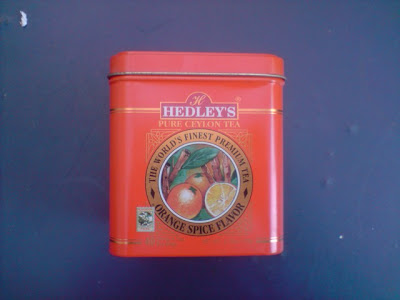 H
HEDLEY'S
PURE CEYLON TEA
THE WORLD'S FINEST PREMIUM TEA
ORANGE SPICE FLAVOR